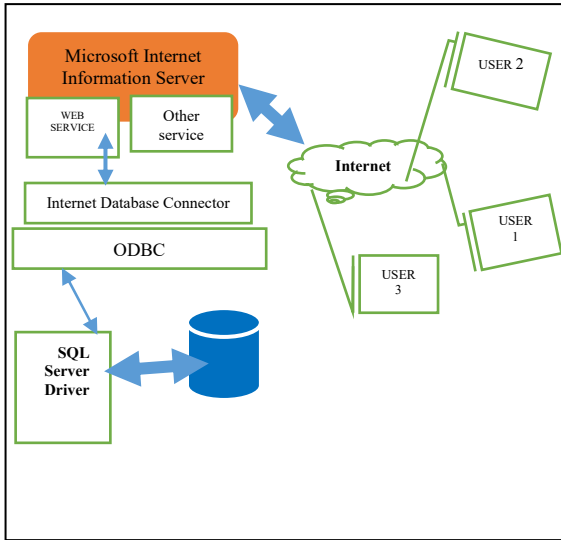 Microsoft Internet
Information Server
WEB
SERVICE
Other
service
Internet Database Connector
ODBC
SQL
Server
Driver
Internet
USER 2
USER
1
USER
3